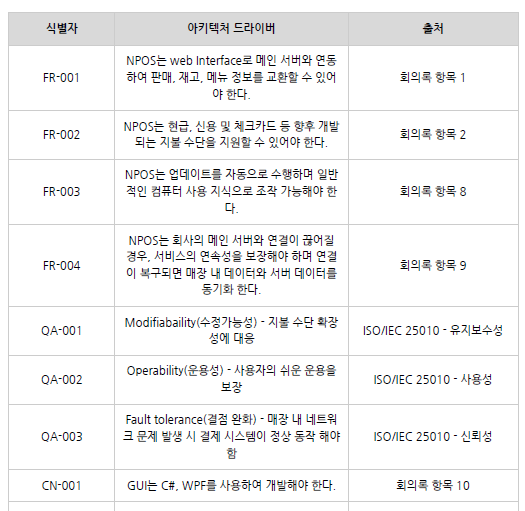 식별자 아키텍처 드라이버 출처
FR-001 NPOS는 web Interface로 메인 서버와 연동 회의록 항목 1
하여 판매, 재고, 메뉴 정보를 교환할 수 있어
야 한다.
FR-002 NPOS는 현급, 신용 및 체크카드 등 향후 개발 회의록 항목 2
되는 지불 수단을 지원할 수 있어야 한다.
FR-003 NPOS는 업데이트를 자동으로 수행하며 일반 회의록 항목 8
적인 컴퓨터 사용 지식으로 조작 가능해야 한
다.
FR-004 NPOS는 회사의 메인 서버와 연결이 끊어질 회의록 항목 9
경우, 서비스의 연속성을 보장해야 하며 연결
이 복구되면 매장 내 데이터와 서버 데이터를
동기화 한다.
QA-001 Modifiabaility(수정가능성) - 지불 수단 확장 ISO/IEC 25010 - 유지보수성
성에 대응
QA-002 Operability(운용성) - 사용자의 쉬운 운용을 ISO/IEC 25010 - 사용성
보장
QA-003 Fault tolerance(결점 완화) - 매장 내 네트워 ISO/IEC 25010 - 신뢰성
크 문제 발생 시 결제 시스템이 정상 동작 해야
함
CN-001 GUI는 C#, WPF를 사용하여 개발해야 한다. 회의록 항목 10